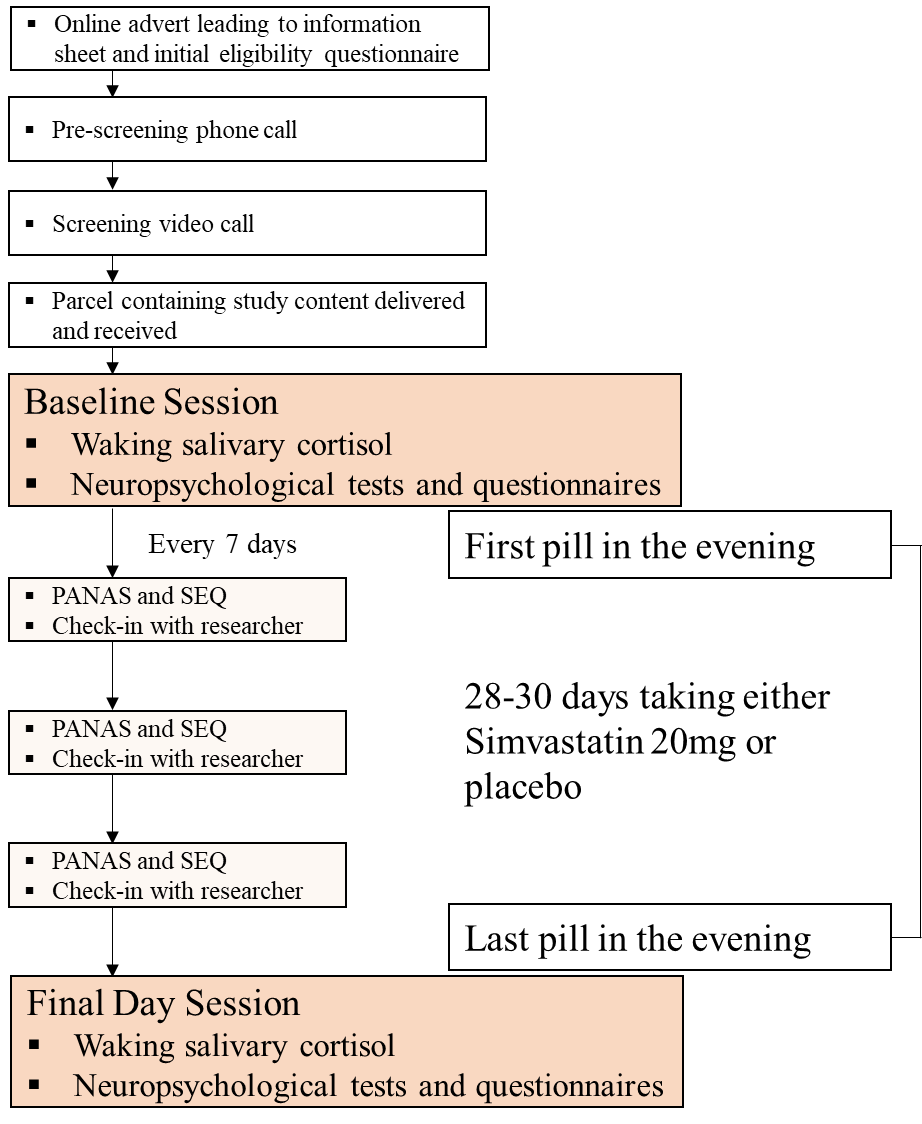 ▪ Online advert leading to information
sheet and initial eligibility questionnaire
▪ Pre-screening phone call
▪ Screening video call
▪ Parcel containing study content delivered
and received
Baseline Session
▪ Waking salivary cortisol
▪ Neuropsychological tests and questionnaires
Every 7 days
First pill in the evening
▪ PANAS and SEQ
▪ Check-in with researcher
28-30 days taking either
Simvastatin 20mg or
placebo
▪ PANAS and SEQ
▪ Check-in with researcher
▪ PANAS and SEQ
▪ Check-in with researcher
Last pill in the evening
Final Day Session
▪ Waking salivary cortisol
▪ Neuropsychological tests and questionnaires